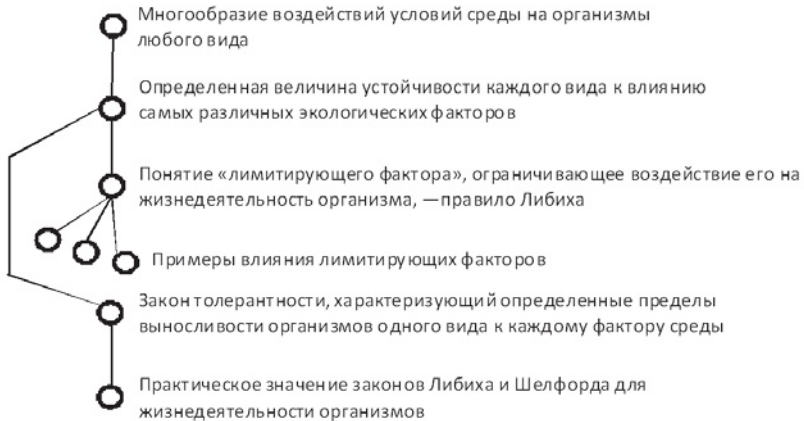 Многообразие воздействий условий среды на организмы
любого вида
Определенная величина устойчивости каждого вида к влиянию
самых различных экологических факторов
Понятие «лимитирующего фактора», ограничивающее воздействие его на
жизнедеятельность организма, —правило Либиха
Примеры влияния лимитирующих факторов
Закон толерантности, характеризующий определенные пределы
выносливости организмов одного вида к каждому фактору среды
Практическое значение законов Либиха и Шелфорда для
жизнедеятельности организмов